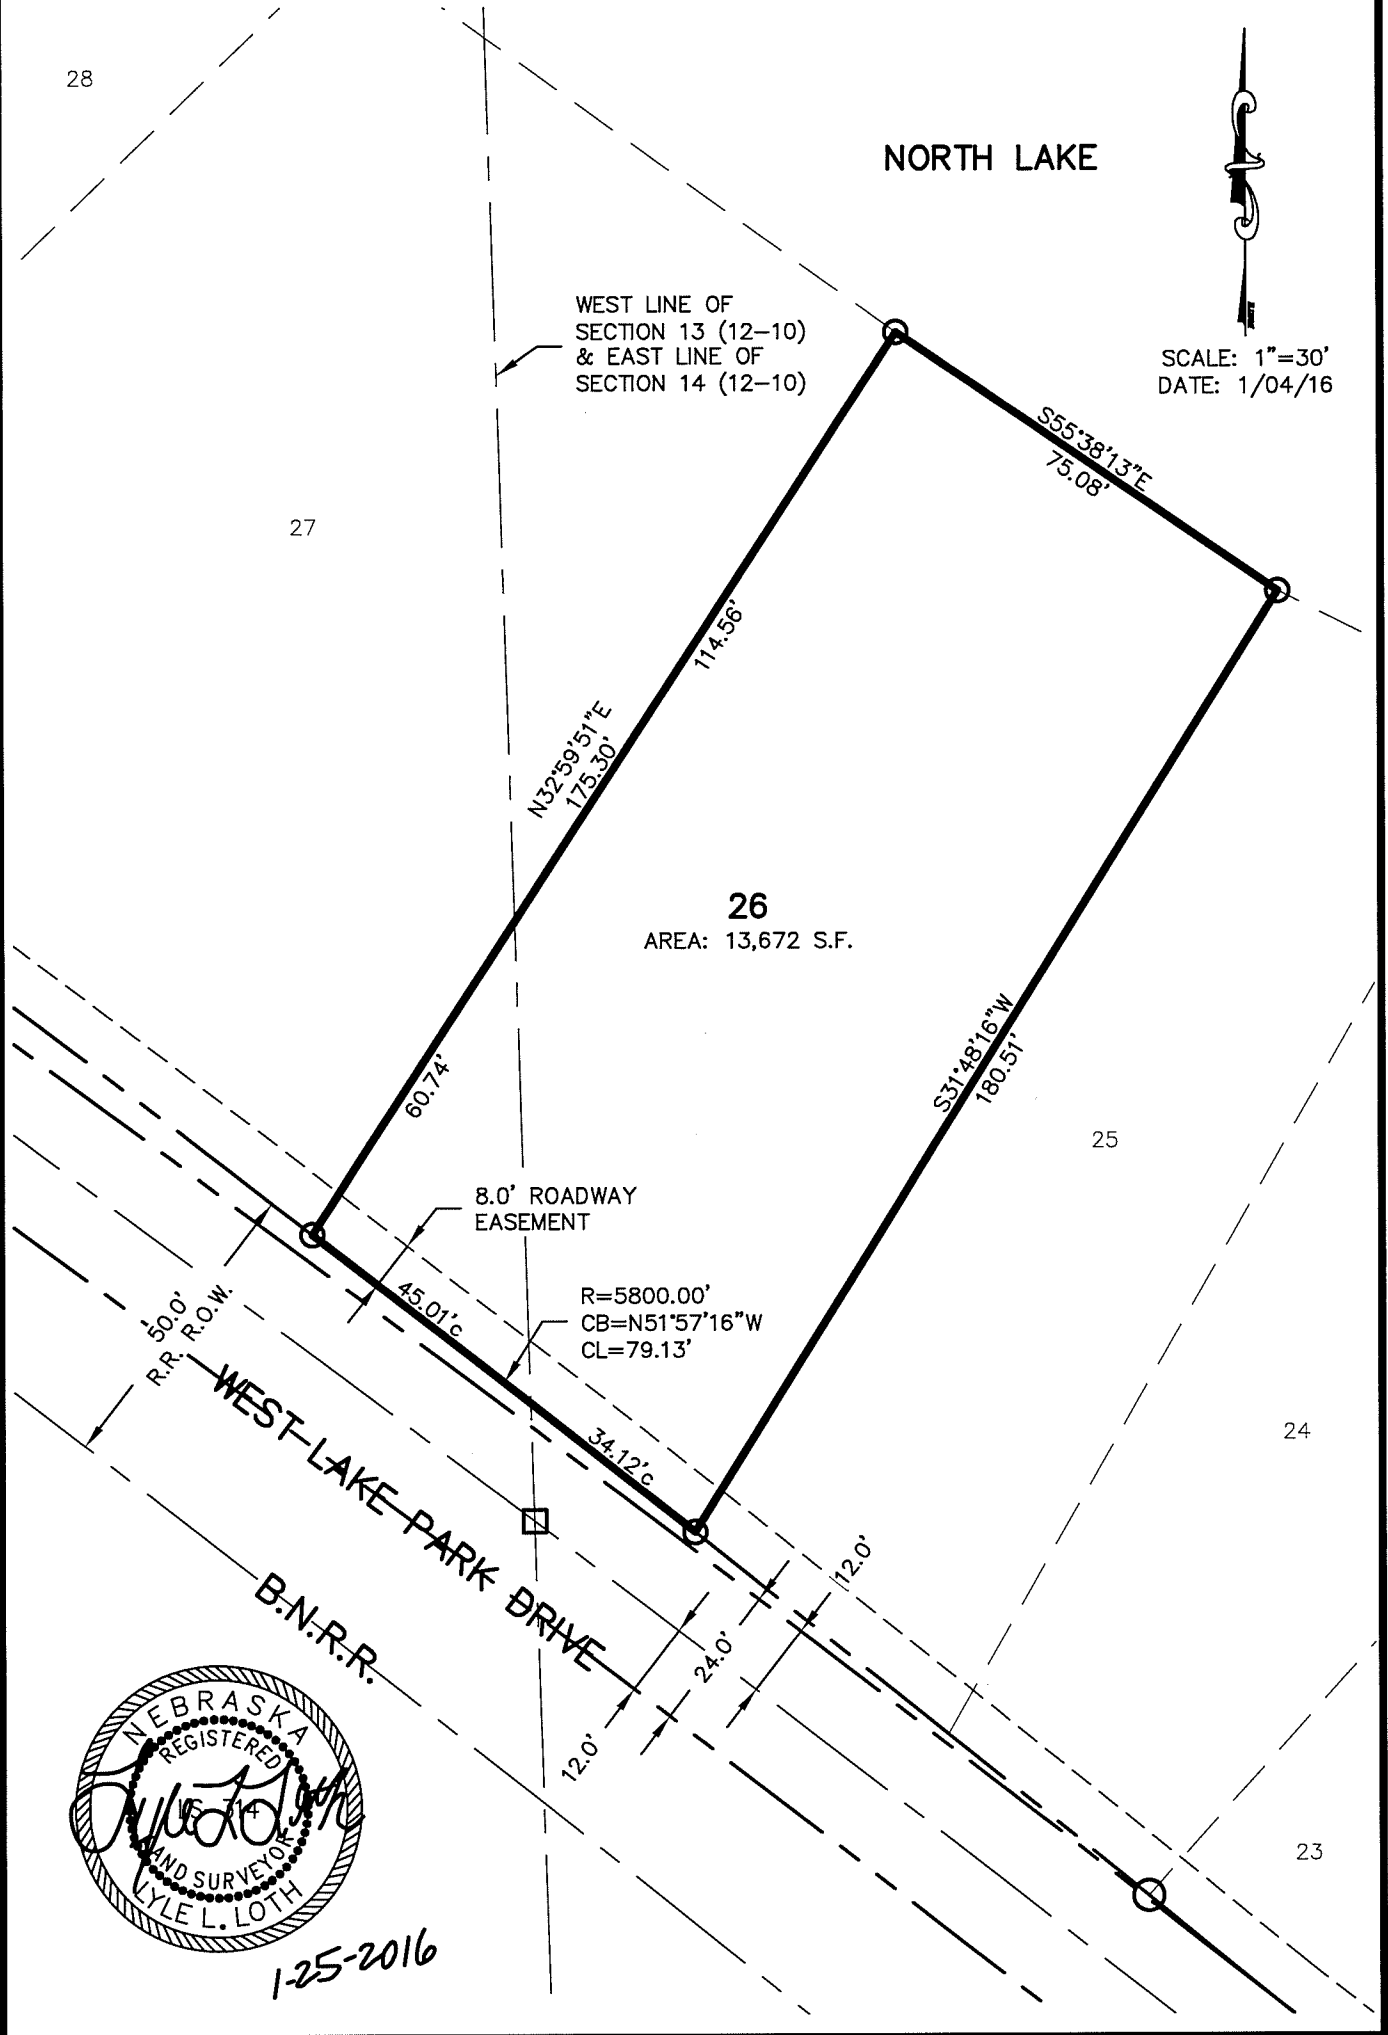 28
NORTH LAKE
WEST LINE OF
SECTION 13 (12-10)
& EAST LINE OF
SECTION 14 (12-10)
SCALE: 1"=30'
DATE: 1/04/16
S55°38'13"E
75.08'
27
114.56'
N32°59'51"E
175.30'
26
AREA: 13,672 S.F.
S31°48'16"W
180.51'
60.74'
25
8.0' ROADWAY
EASEMENT
45.01'c
R=5800.00'
CB=N51°57'16"W
CL=79.13'
50.0'
R.R. R.O.W.
34.12'c
24
WEST LAKE PARK DRIVE
12.0'
24.0'
12.0'
B.N.R.R.
NEBRASKA
REGISTERED
LS 314
LAND SURVEYOR
LYLE L. LOTH
23
1-25-2016